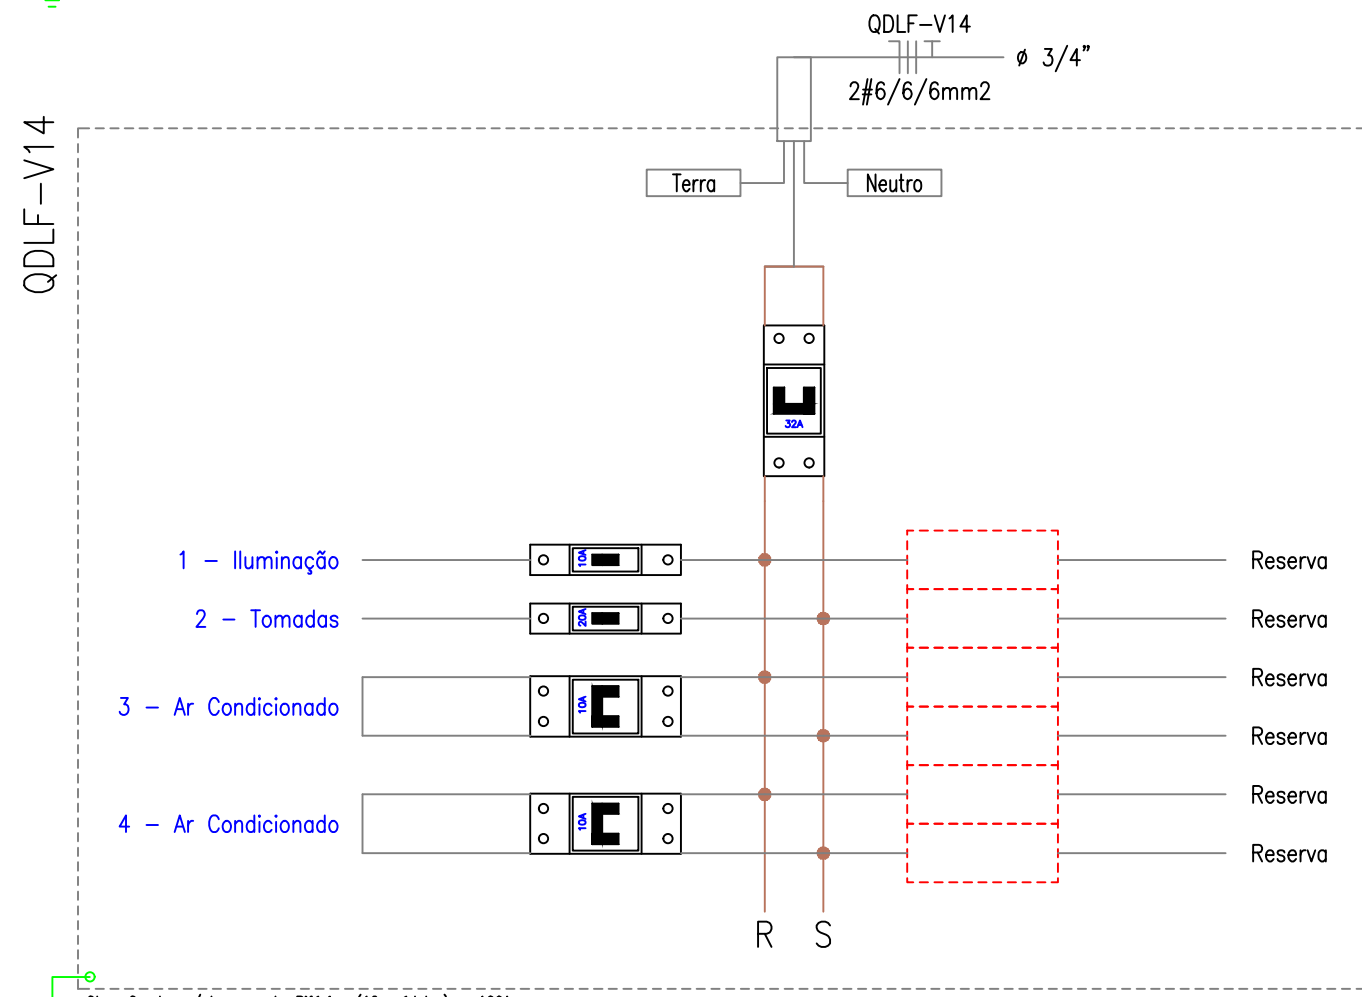 QDLF-V14
ø 3/4"
2#6/6/6mm2
QDLF-V14
Terra
Neutro
32A
1 - Iluminação
10A
Reserva
2 - Tomadas
20A
Reserva
3 - Ar Condicionado
10A
Reserva
Reserva
4 - Ar Condicionado
10A
Reserva
Reserva
R
S